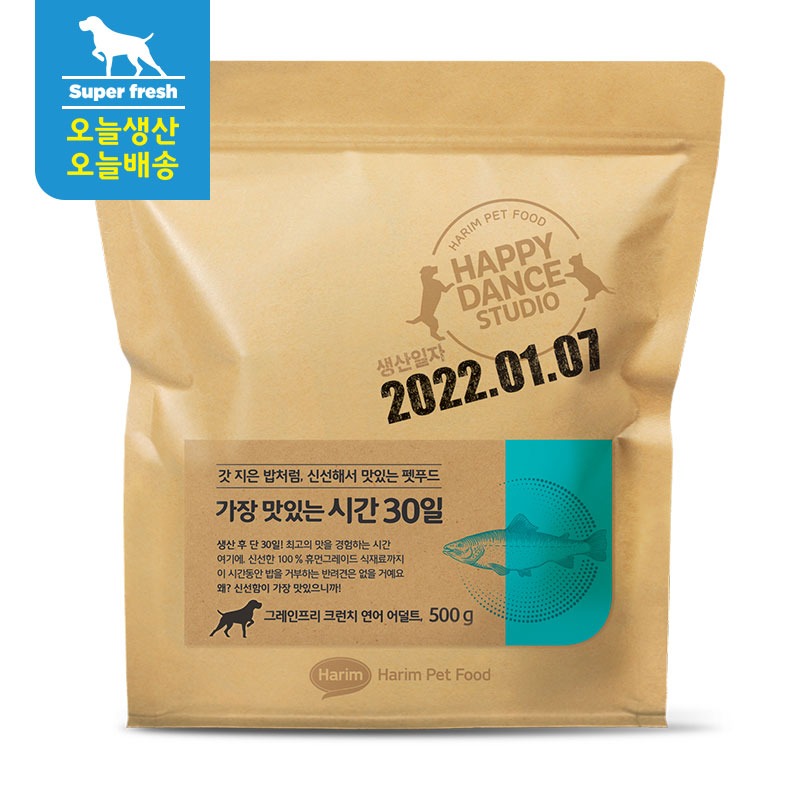 Super fresh
오늘생산
오늘배송
HARIM PET FOOD
HAPPY
DANCE
STUDIO
생산일자
2022.01.07
갓 지은 밥처럼, 신선해서 맛있는 펫푸드
가장 맛있는 시간 30일
생산 후 단 30일! 최고의 맛을 경험하는 시간
여기에, 신선한 100 % 휴먼그레이드 식재료까지
이 시간동안 밥을 거부하는 반려견은 없을 거예요
왜? 신선함이 가장 맛있으니까!
그레인프리 크런치 연어 어덜트, 500 g
Harim Harim Pet Food